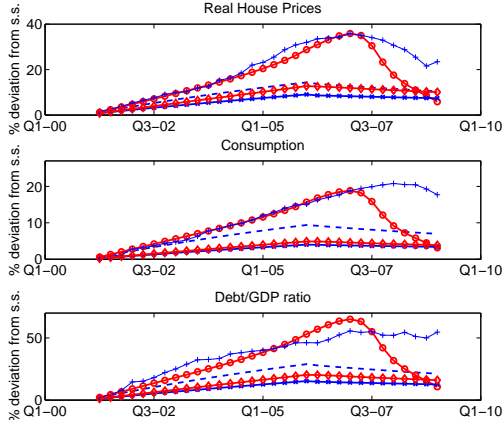 Real House Prices
% deviation from s.s.
40
20
0
Q1−00
Q3−02
Q1−05
Q3−07
Q1−10
Consumption
% deviation from s.s.
20
10
0
Q1−00
Q3−02
Q1−05
Q3−07
Q1−10
Debt/GDP ratio
% deviation from s.s.
50
0
Q1−00
Q3−02
Q1−05
Q3−07
Q1−10